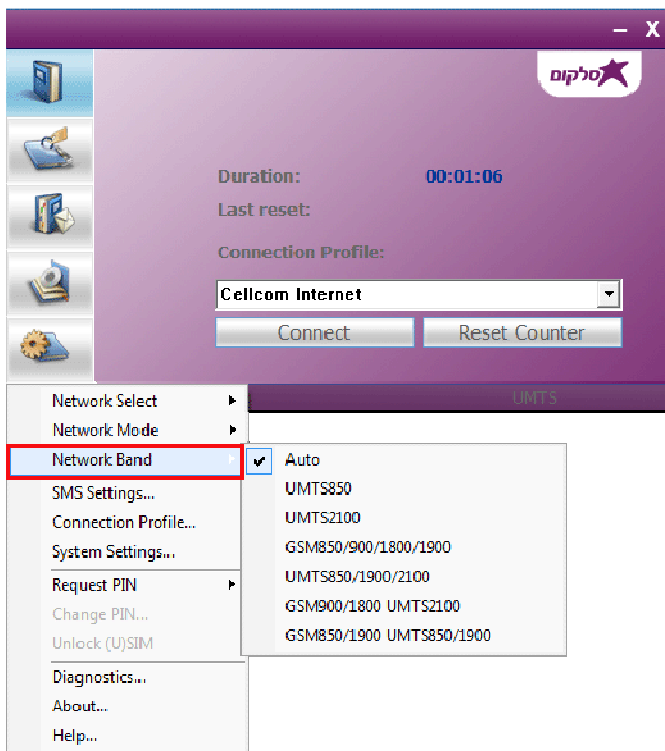 – X
סלקום
Duration: 00:01:06
Last reset:
Connection Profile:
Cellcom Internet
Connect Reset Counter
UMTS
Network Select
Network Mode
Network Band
SMS Settings...
Connection Profile...
System Settings...
Request PIN
Change PIN...
Unlock (U)SIM
Diagnostics...
About...
Help...
Auto
UMTS850
UMTS2100
GSM850/900/1800/1900
UMTS850/1900/2100
GSM900/1800 UMTS2100
GSM850/1900 UMTS850/1900